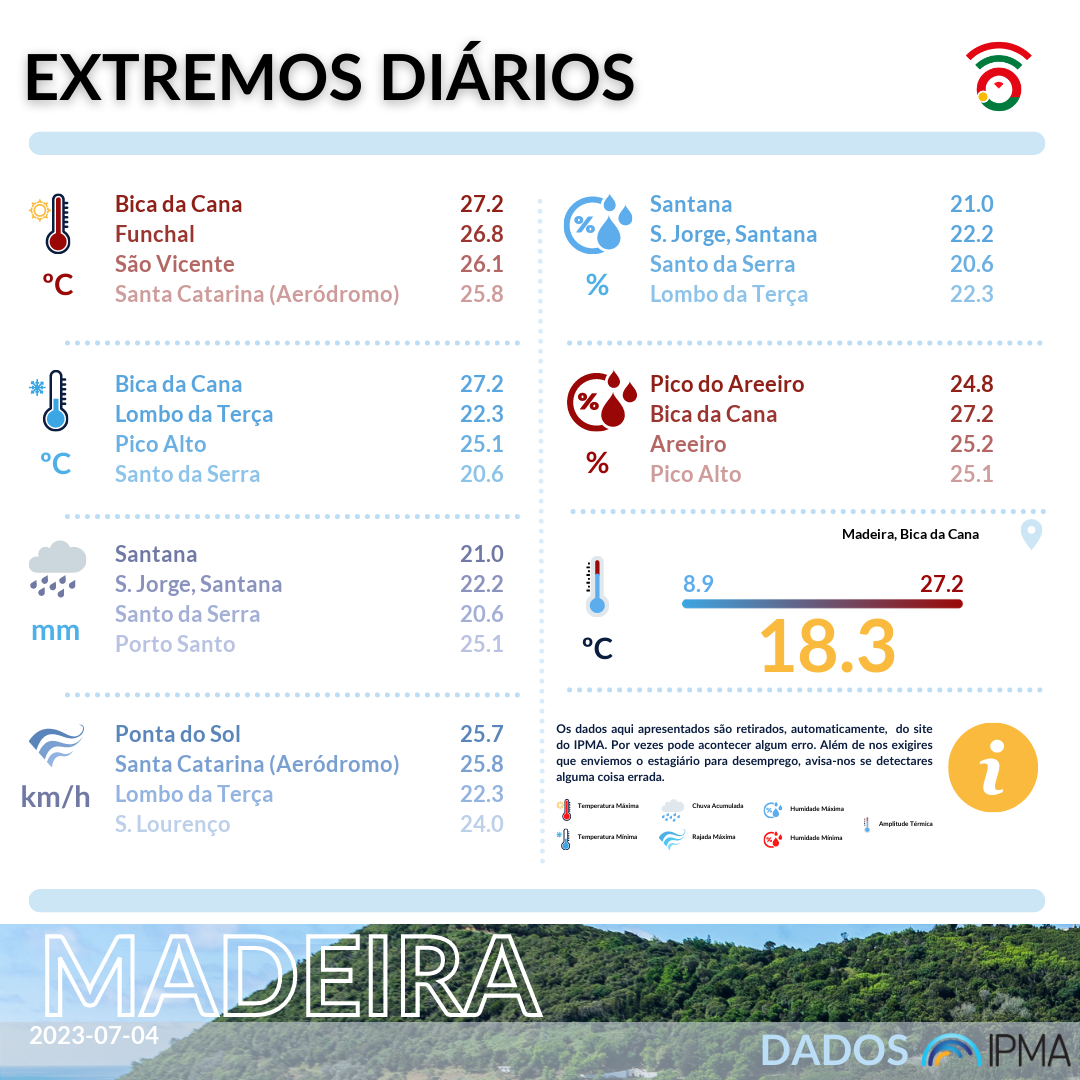 EXTREMOS DIÁRIOS
Bica da Cana 27.2
Funchal 26.8
São Vicente 26.1
Santa Catarina (Aeródromo) 25.8
ºC
Bica da Cana 27.2
Lombo da Terça 22.3
Pico Alto 25.1
Santo da Serra 20.6
ºC
Santana 21.0
S. Jorge, Santana 22.2
Santo da Serra 20.6
Porto Santo 25.1
mm
Ponta do Sol 25.7
Santa Catarina (Aeródromo) 25.8
Lombo da Terça 22.3
S. Lourenço 24.0
km/h
%
Santana 21.0
S. Jorge, Santana 22.2
Santo da Serra 20.6
Lombo da Terça 22.3
%
%
Pico do Areeiro 24.8
Bica da Cana 27.2
Areeiro 25.2
Pico Alto 25.1
%
Madeira, Bica da Cana
8.9 27.2
18.3
ºC
Os dados aqui apresentados são retirados, automaticamente, do site
do IPMA. Por vezes pode acontecer algum erro. Além de nos exigires
que enviemos o estagiário para desemprego, avisa-nos se detectares
alguma coisa errada.
i
Temperatura Máxima Chuva Acumulada Humidade Máxima
Amplitude Térmica
Temperatura Mínima Rajada Máxima Humidade Mínima
MADEIRA
2023-07-04
DADOS IPMA